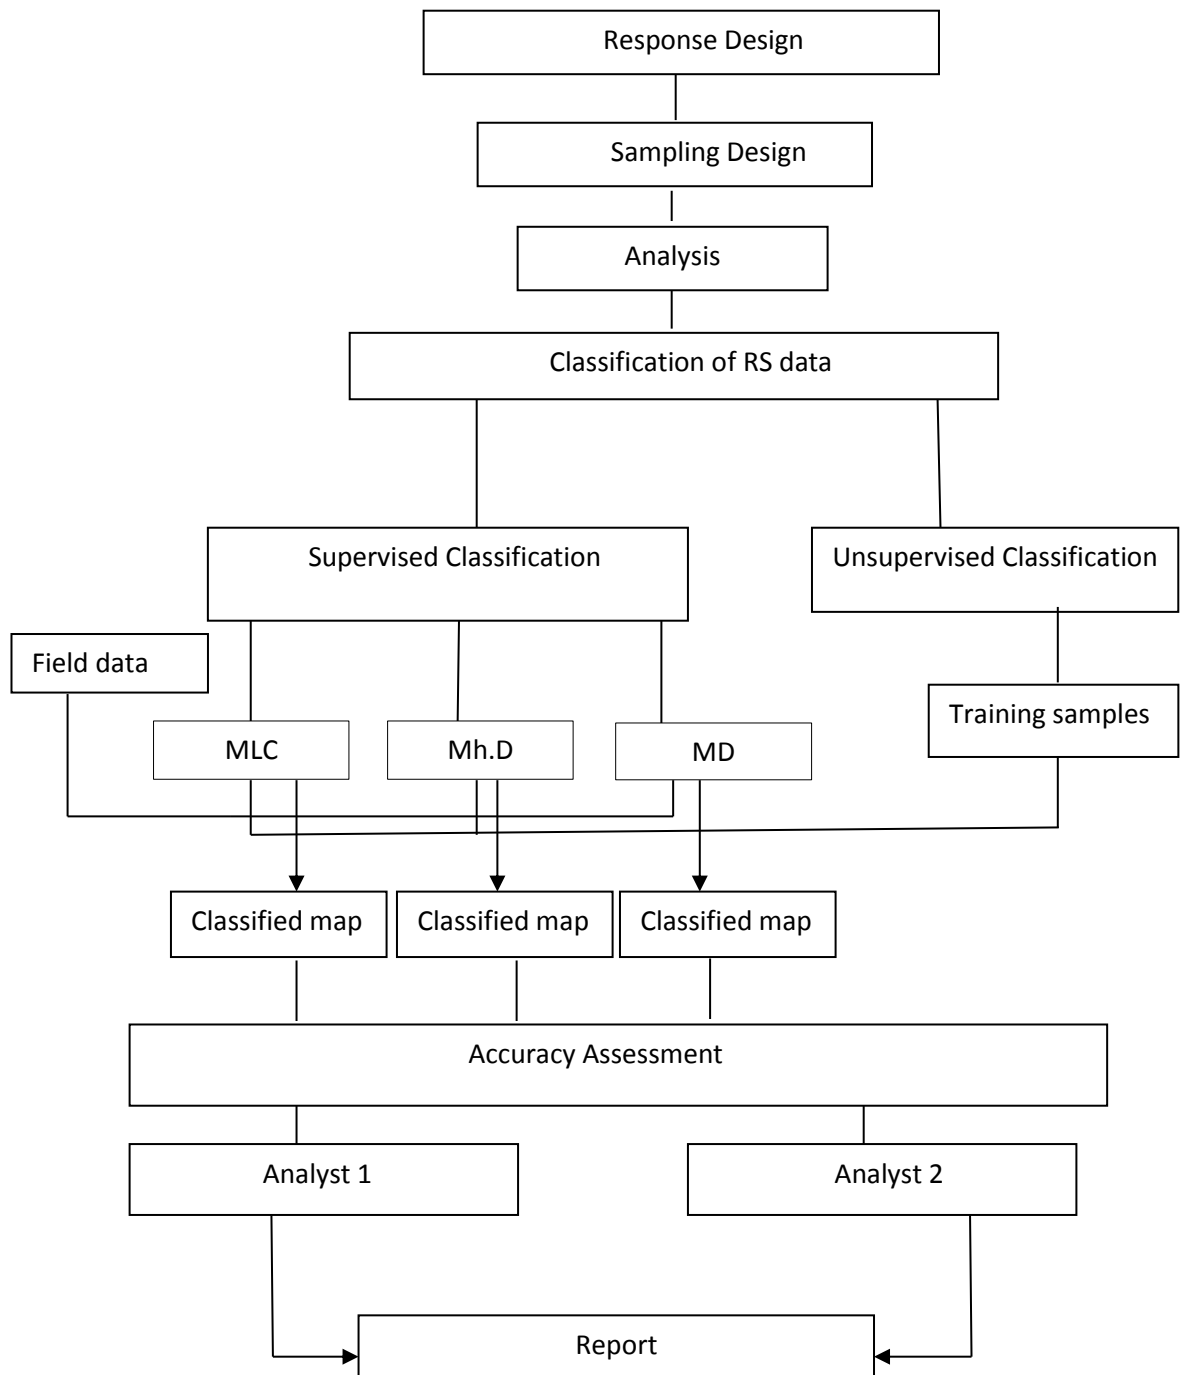 Response Design
Sampling Design
Analysis
Classification of RS data
Supervised Classification
Unsupervised Classification
Field data
Training samples
MLC
Mh.D
MD
Classified map
Classified map
Classified map
Accuracy Assessment
Analyst 1
Analyst 2
Report